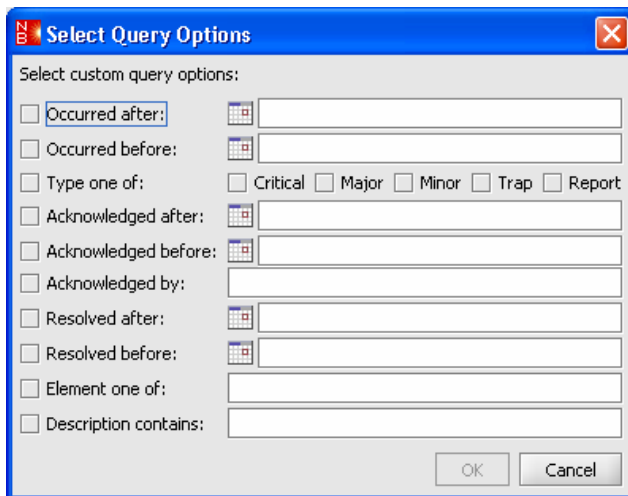 NB Select Query Options
Select custom query options:
Occurred after:
Occurred before:
Type one of: Critical Major Minor Trap Report
Acknowledged after:
Acknowledged before:
Acknowledged by:
Resolved after:
Resolved before:
Element one of:
Description contains:
OK Cancel